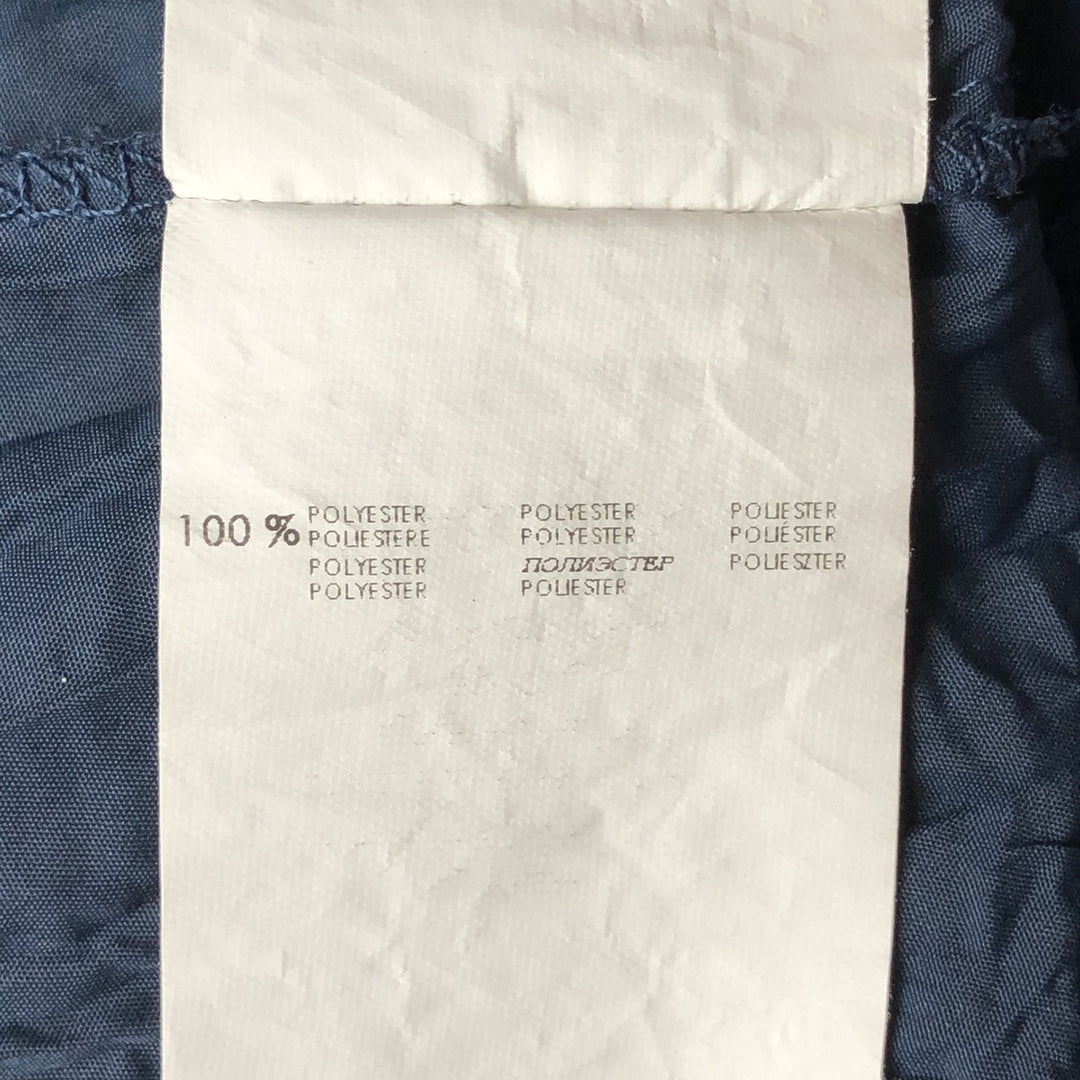 100 % POLYESTER POLYESTER POLIESTER
POLIESTERE POLYESTER POLIÉSTER
POLYESTER ПОЛИЭСТЕР POLIESZTER
POLYESTER POLIESTER